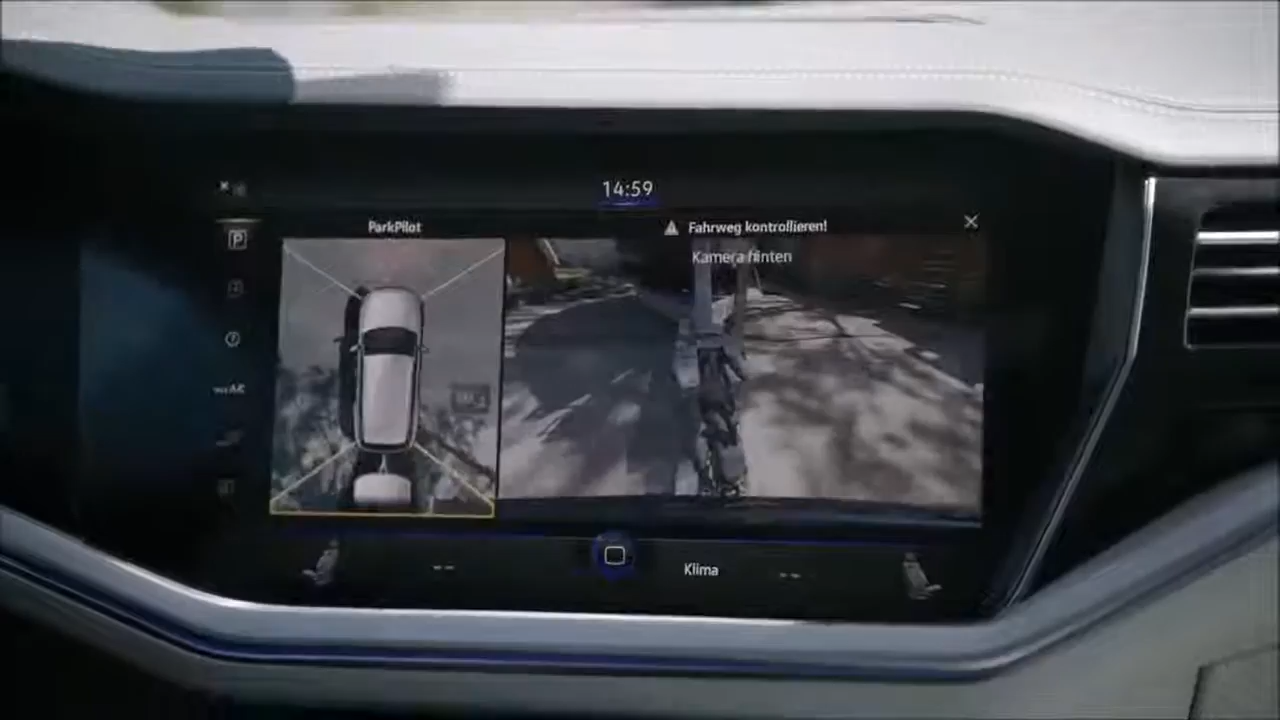 14:59
ParkPilot
Fahrweg kontrollieren!
Kamera hinten
P
Klima